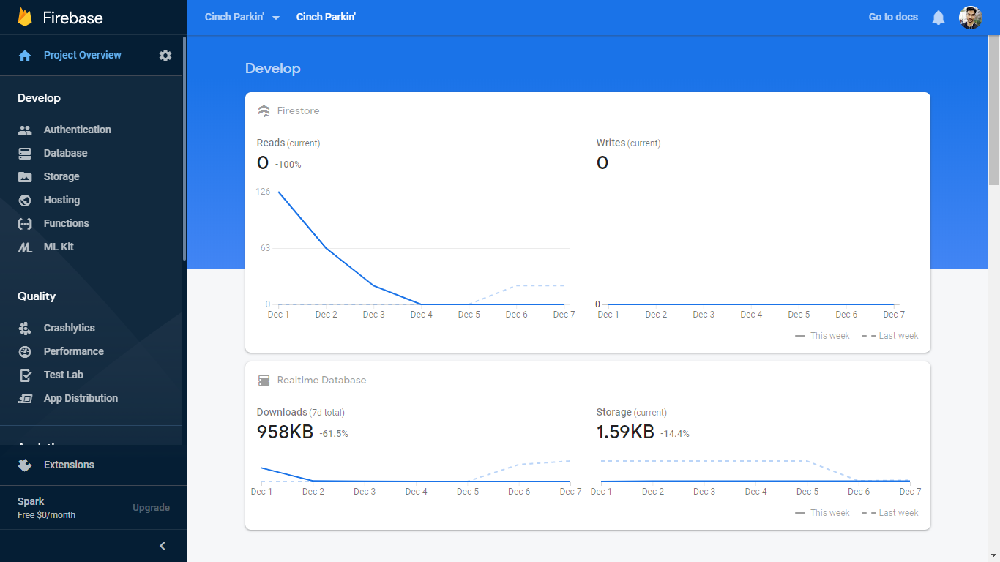 Firebase
Cinch Parkin'
Cinch Parkin'
Go to docs
Project Overview
Develop
Authentication
Database
Storage
Hosting
Functions
ML Kit
Quality
Crashlytics
Performance
Test Lab
App Distribution
Extensions
Spark
Free $0/month
Upgrade
Develop
Firestore
Reads (current)
0 -100%
126
63
0
Dec 1 Dec 2 Dec 3 Dec 4 Dec 5 Dec 6 Dec 7
Writes (current)
0
0
Dec 1 Dec 2 Dec 3 Dec 4 Dec 5 Dec 6 Dec 7
This week Last week
Realtime Database
Downloads (7d total)
958KB -61.5%
Dec 1 Dec 2 Dec 3 Dec 4 Dec 5 Dec 6 Dec 7
Storage (current)
1.59KB -14.4%
Dec 1 Dec 2 Dec 3 Dec 4 Dec 5 Dec 6 Dec 7
This week Last week